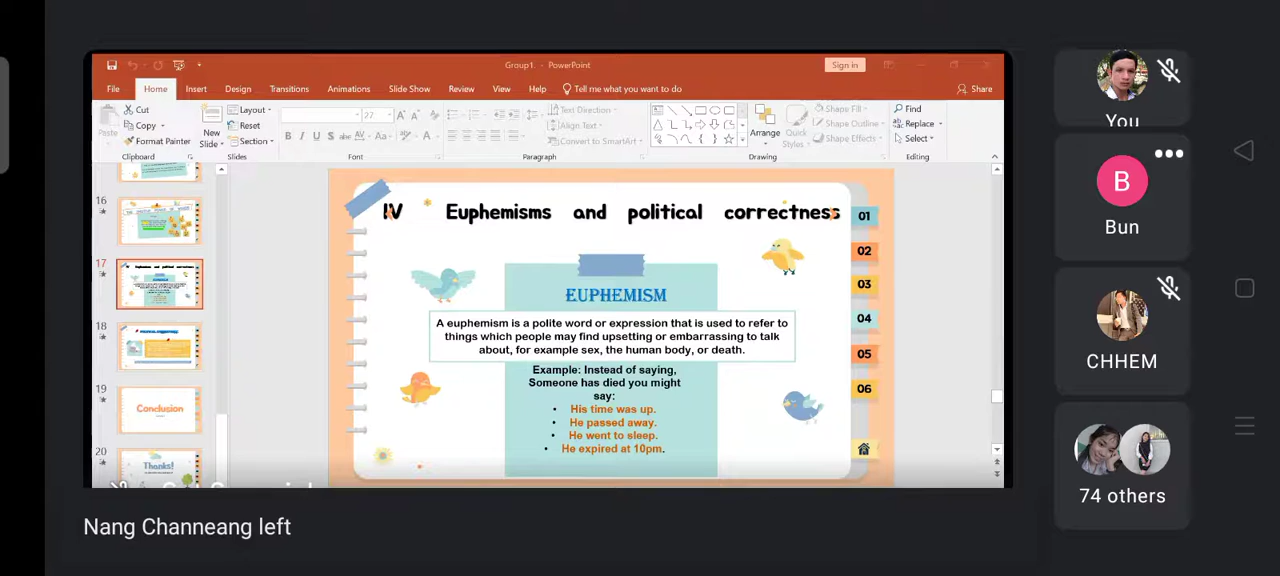 Group1. - PowerPoint
Sign in
File Home Insert Design Transitions Animations Slide Show Review View Help Tell me what you want to do Share
Paste
Cut
Copy
Format Painter
Clipboard
New
Slide
Layout
Reset
Section
Slides
27
B I U S abc AV Aa A
Font
Text Direction
Align Text
Convert to SmartArt
Paragraph
Arrange
Quick
Styles
Shape Fill
Shape Outline
Shape Effects
Drawing
Find
Replace
Select
Editing
16
17
18
19
Conclusion
20
Thanks!
IV Euphemisms and political correctness
EUPHEMISM
A euphemism is a polite word or expression that is used to refer to
things which people may find upsetting or embarrassing to talk
about, for example sex, the human body, or death.
Example: Instead of saying,
Someone has died you might
say:
• His time was up.
• He passed away.
• He went to sleep.
• He expired at 10pm.
01
02
03
04
05
06
You
B
Bun
CHHEM
74 others
Nang Channeang left